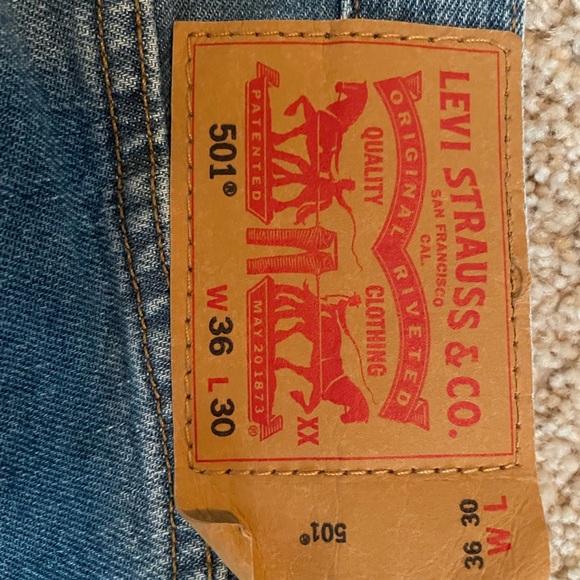 LEVI STRAUSS & CO.
SAN FRANCISCO
CAL.
ORIGINAL RIVETED
QUALITY CLOTHING
XX
PATENTED MAY 20 1873 ®
501® W 36 L 30
W L
36 30
501®